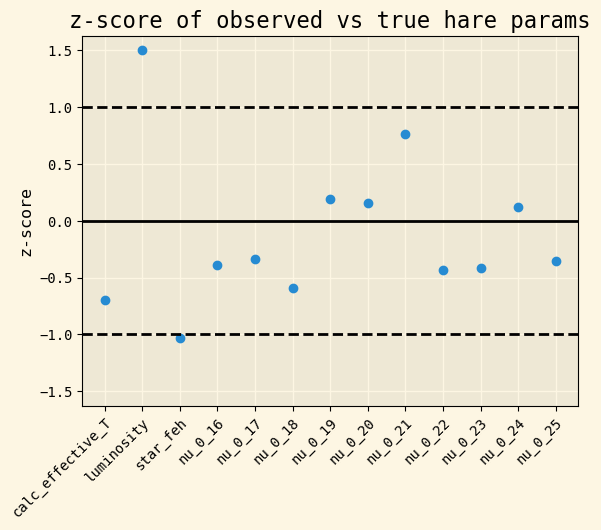 z-score of observed vs true hare params
z-score
1.5
1.0
0.5
0.0
−0.5
−1.0
−1.5
calc_effective_T
luminosity
star_feh
nu_0_16
nu_0_17
nu_0_18
nu_0_19
nu_0_20
nu_0_21
nu_0_22
nu_0_23
nu_0_24
nu_0_25